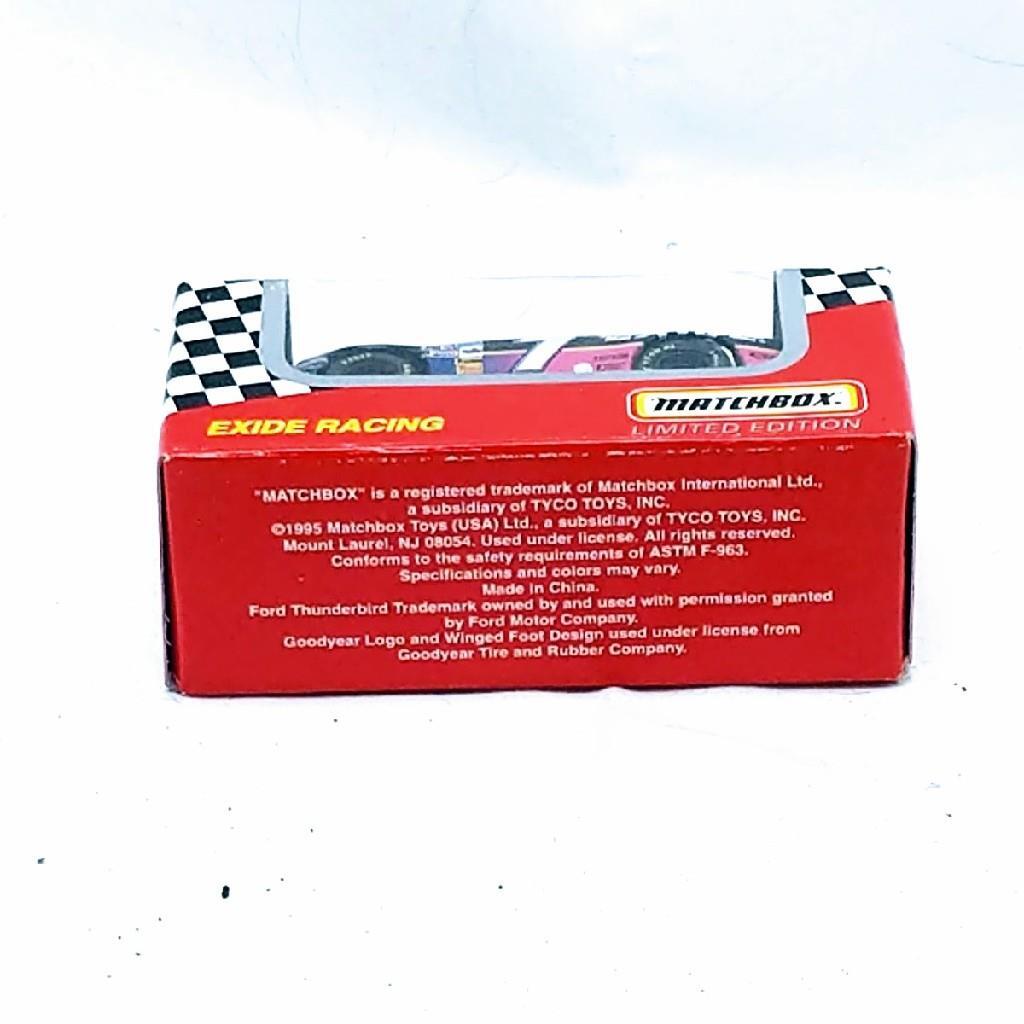 EXIDE RACING
MATCHBOX
LIMITED EDITION
"MATCHBOX" is a registered trademark of Matchbox International Ltd.,
a subsidiary of TYCO TOYS, INC.
©1995 Matchbox Toys (USA) Ltd., a subsidiary of TYCO TOYS, INC.
Mount Laurel, NJ 08054. Used under license. All rights reserved.
Conforms to the safety requirements of ASTM F-963.
Specifications and colors may vary.
Made in China.
Ford Thunderbird Trademark owned by and used with permission granted
by Ford Motor Company.
Goodyear Logo and Winged Foot Design used under license from
Goodyear Tire and Rubber Company.